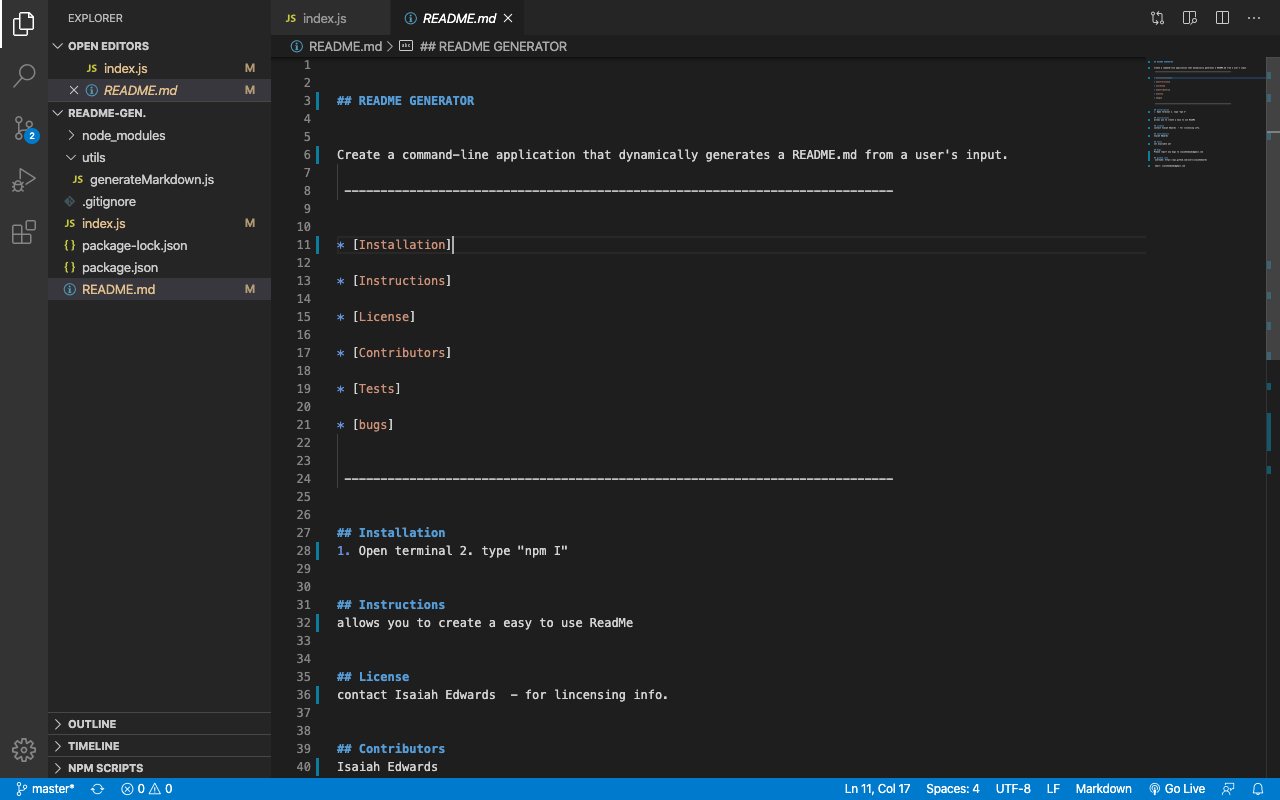 EXPLORER
OPEN EDITORS
JS index.js M
README.md M
README-GEN.
node_modules
utils
JS generateMarkdown.js
.gitignore
JS index.js M
{} package-lock.json
{} package.json
README.md M
OUTLINE
TIMELINE
NPM SCRIPTS
2
JS index.js
README.md
README.md > ## README GENERATOR
1
2
3 ## README GENERATOR
4
5
6 Create a command-line application that dynamically generates a README.md from a user's input.
7
8 ----------------------------------------------------------------------------
9
10
11 * [Installation]
12
13 * [Instructions]
14
15 * [License]
16
17 * [Contributors]
18
19 * [Tests]
20
21 * [bugs]
22
23
24 ----------------------------------------------------------------------------
25
26
27 ## Installation
28 1. Open terminal 2. type "npm I"
29
30
31 ## Instructions
32 allows you to create a easy to use ReadMe
33
34
35 ## License
36 contact Isaiah Edwards  - for lincensing info.
37
38
39 ## Contributors
40 Isaiah Edwards
master* 0 0 Ln 11, Col 17 Spaces: 4 UTF-8 LF Markdown Go Live